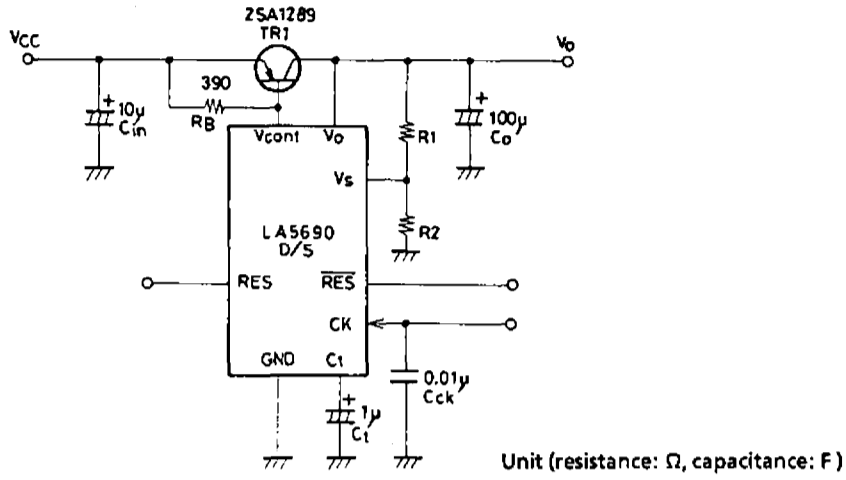 2SA1289
TR1
VCC
Vo
390
RB
10µ
Cin
+
+
100µ
Co
Vcont
Vo
R1
Vs
R2
LA5690
D/S
RES
RES
CK
GND
Ct
+
1µ
Ct
0.01µ
Cck
Unit (resistance: Ω, capacitance: F)